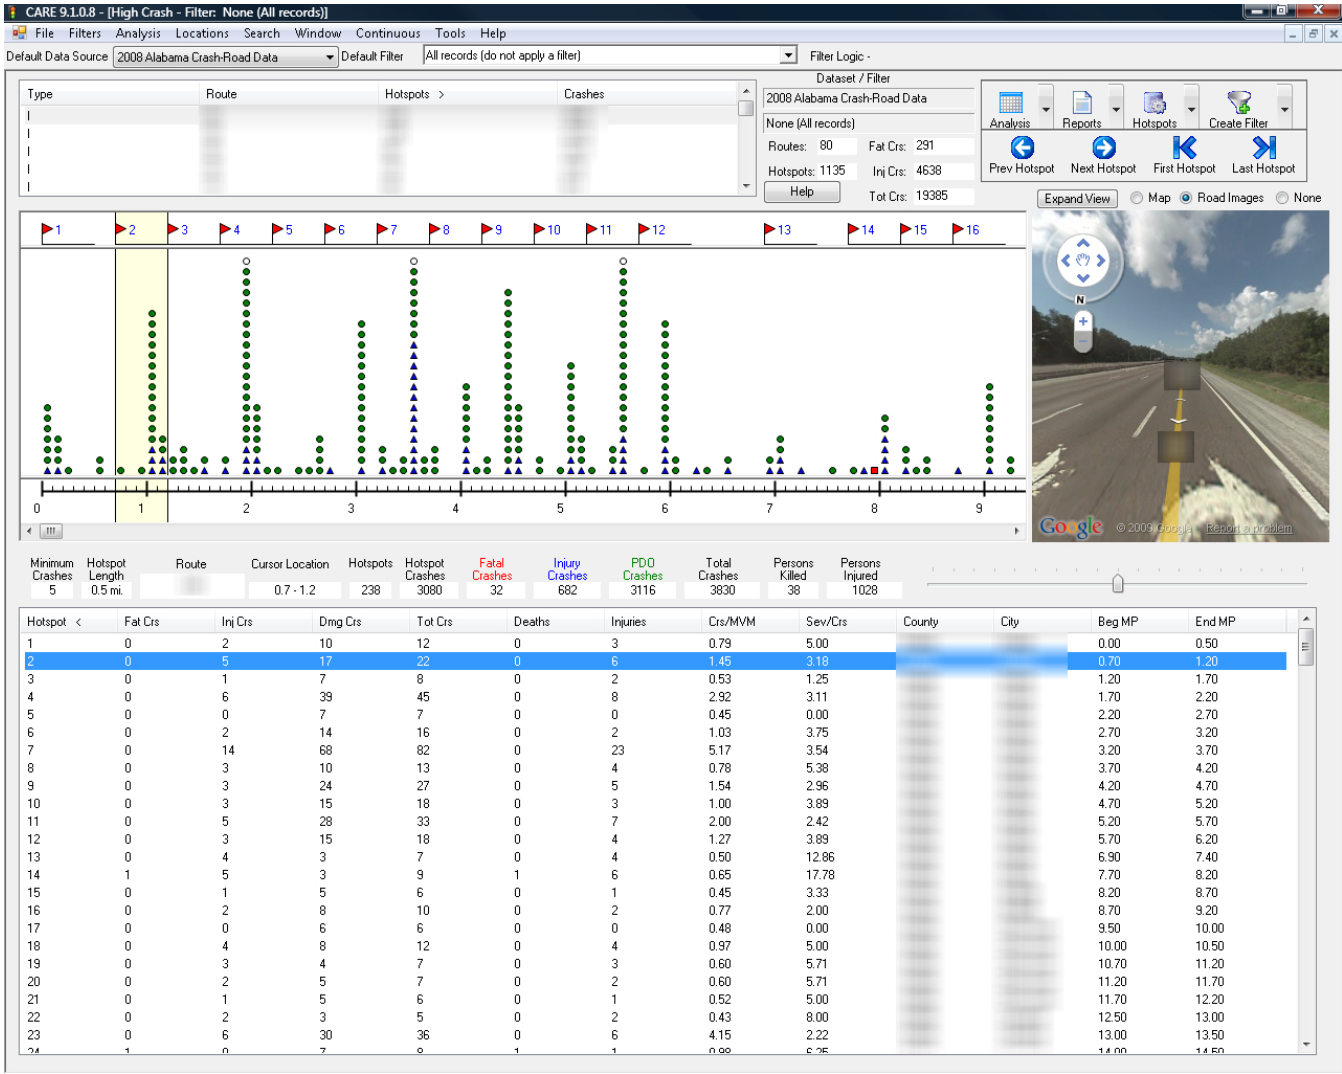 CARE 9.1.0.8 - [High Crash - Filter: None (All records)]
File Filters Analysis Locations Search Window Continuous Tools Help
Default Data Source 2008 Alabama Crash-Road Data Default Filter All records (do not apply a filter) Filter Logic -
Type Route Hotspots > Crashes
Dataset / Filter
2008 Alabama Crash-Road Data
None (All records)
Routes: 80 Fat Crs: 291
Hotspots: 1135 Inj Crs: 4638
Help Tot Crs: 19385
Analysis Reports Hotspots Create Filter
Prev Hotspot Next Hotspot First Hotspot Last Hotspot
Expand View Map Road Images None
1 2 3 4 5 6 7 8 9 10 11 12 13 14 15 16
0 1 2 3 4 5 6 7 8 9
N
Google © 2009 Google - Report a problem
Minimum Crashes Hotspot Length Route Cursor Location Hotspots Hotspot Crashes Fatal Crashes Injury Crashes PDO Crashes Total Crashes Persons Killed Persons Injured
5 0.5 mi. 0.7 - 1.2 238 3080 32 682 3116 3830 38 1028
Hotspot < Fat Crs Inj Crs Dmg Crs Tot Crs Deaths Injuries Crs/MVM Sev/Crs County City Beg MP End MP
1 0 2 10 12 0 3 0.79 5.00 0.00 0.50
2 0 5 17 22 0 6 1.45 3.18 0.70 1.20
3 0 1 7 8 0 2 0.53 1.25 1.20 1.70
4 0 6 39 45 0 8 2.92 3.11 1.70 2.20
5 0 0 7 7 0 0 0.45 0.00 2.20 2.70
6 0 2 14 16 0 2 1.03 3.75 2.70 3.20
7 0 14 68 82 0 23 5.17 3.54 3.20 3.70
8 0 3 10 13 0 4 0.78 5.38 3.70 4.20
9 0 3 24 27 0 5 1.54 2.96 4.20 4.70
10 0 3 15 18 0 3 1.00 3.89 4.70 5.20
11 0 5 28 33 0 7 2.00 2.42 5.20 5.70
12 0 3 15 18 0 4 1.27 3.89 5.70 6.20
13 0 4 3 7 0 4 0.50 12.86 6.90 7.40
14 1 5 3 9 1 6 0.65 17.78 7.70 8.20
15 0 1 5 6 0 1 0.45 3.33 8.20 8.70
16 0 2 8 10 0 2 0.77 2.00 8.70 9.20
17 0 0 6 6 0 0 0.48 0.00 9.50 10.00
18 0 4 8 12 0 4 0.97 5.00 10.00 10.50
19 0 3 4 7 0 3 0.60 5.71 10.70 11.20
20 0 2 5 7 0 2 0.60 5.71 11.20 11.70
21 0 1 5 6 0 1 0.52 5.00 11.70 12.20
22 0 2 3 5 0 2 0.43 8.00 12.50 13.00
23 0 6 30 36 0 6 4.15 2.22 13.00 13.50
24 1 0 7 8 1 1 0.98 6.25 14.00 14.50